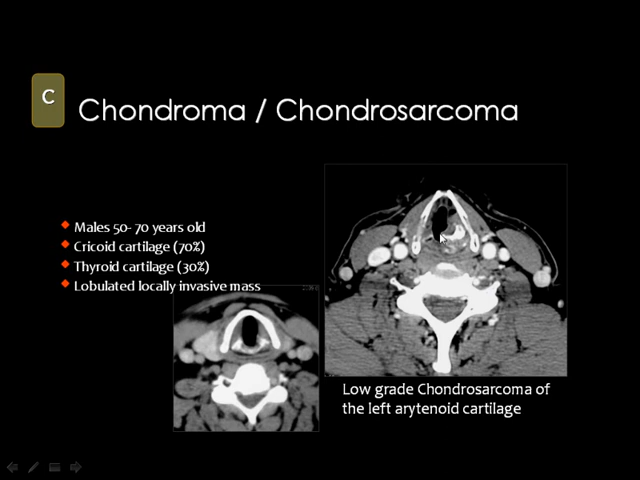 C
Chondroma / Chondrosarcoma
Males 50- 70 years old
Cricoid cartilage (70%)
Thyroid cartilage (30%)
Lobulated locally invasive mass
Low grade Chondrosarcoma of
the left arytenoid cartilage